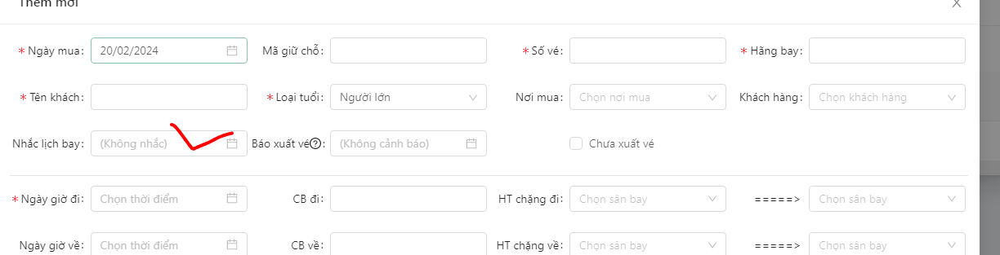 Thêm mới
* Ngày mua: 20/02/2024 Mã giữ chỗ: * Số vé: * Hãng bay:
* Tên khách: * Loại tuổi: Người lớn Nơi mua: Chọn nơi mua Khách hàng: Chọn khách hàng
Nhắc lịch bay: (Không nhắc) Báo xuất vé?: (Không cảnh báo) Chưa xuất vé
* Ngày giờ đi: Chọn thời điểm CB đi: HT chặng đi: Chọn sân bay =====> Chọn sân bay
Ngày giờ về: Chọn thời điểm CB về: HT chặng về: Chọn sân bay =====> Chọn sân bay